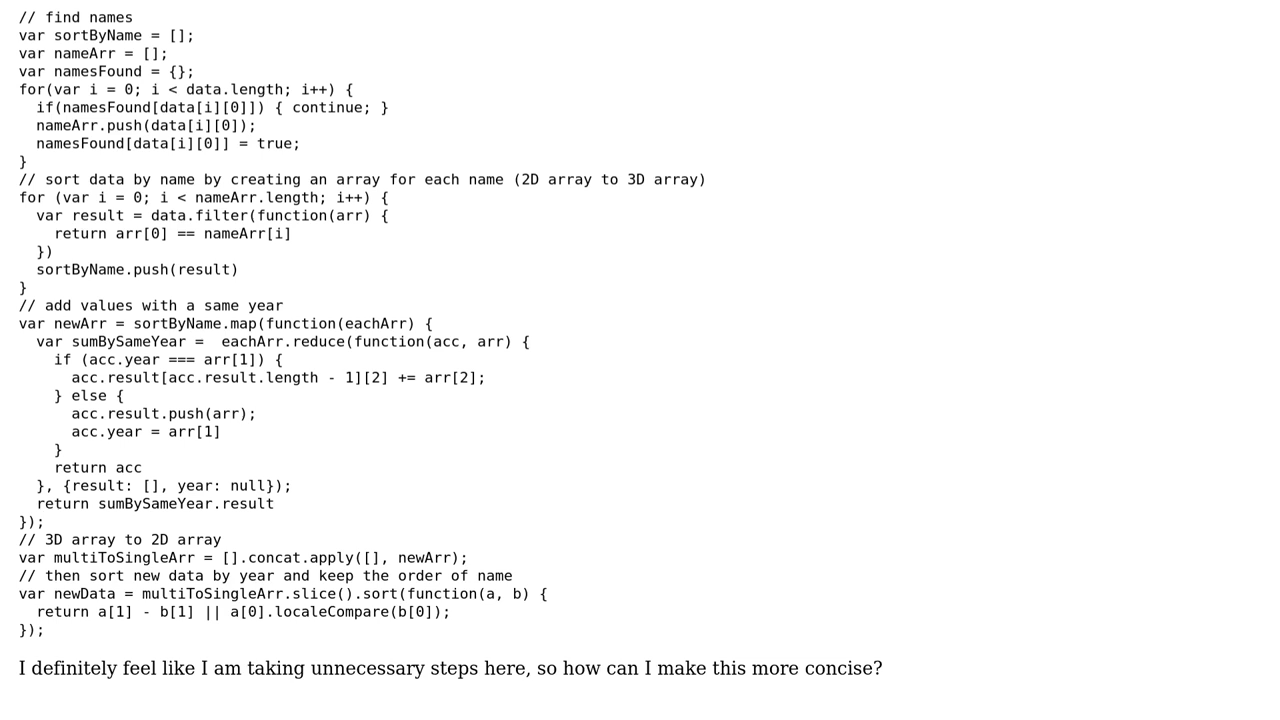 // find names
var sortByName = [];
var nameArr = [];
var namesFound = {};
for(var i = 0; i < data.length; i++) {
  if(namesFound[data[i][0]]) { continue; }
  nameArr.push(data[i][0]);
  namesFound[data[i][0]] = true;
}
// sort data by name by creating an array for each name (2D array to 3D array)
for (var i = 0; i < nameArr.length; i++) {
  var result = data.filter(function(arr) {
    return arr[0] == nameArr[i]
  })
  sortByName.push(result)
}
// add values with a same year
var newArr = sortByName.map(function(eachArr) {
  var sumBySameYear =  eachArr.reduce(function(acc, arr) {
    if (acc.year === arr[1]) {
      acc.result[acc.result.length - 1][2] += arr[2];
    } else {
      acc.result.push(arr);
      acc.year = arr[1]
    }
    return acc
  }, {result: [], year: null});
  return sumBySameYear.result
});
// 3D array to 2D array
var multiToSingleArr = [].concat.apply([], newArr);
// then sort new data by year and keep the order of name
var newData = multiToSingleArr.slice().sort(function(a, b) {
  return a[1] - b[1] || a[0].localeCompare(b[0]);
});
I definitely feel like I am taking unnecessary steps here, so how can I make this more concise?